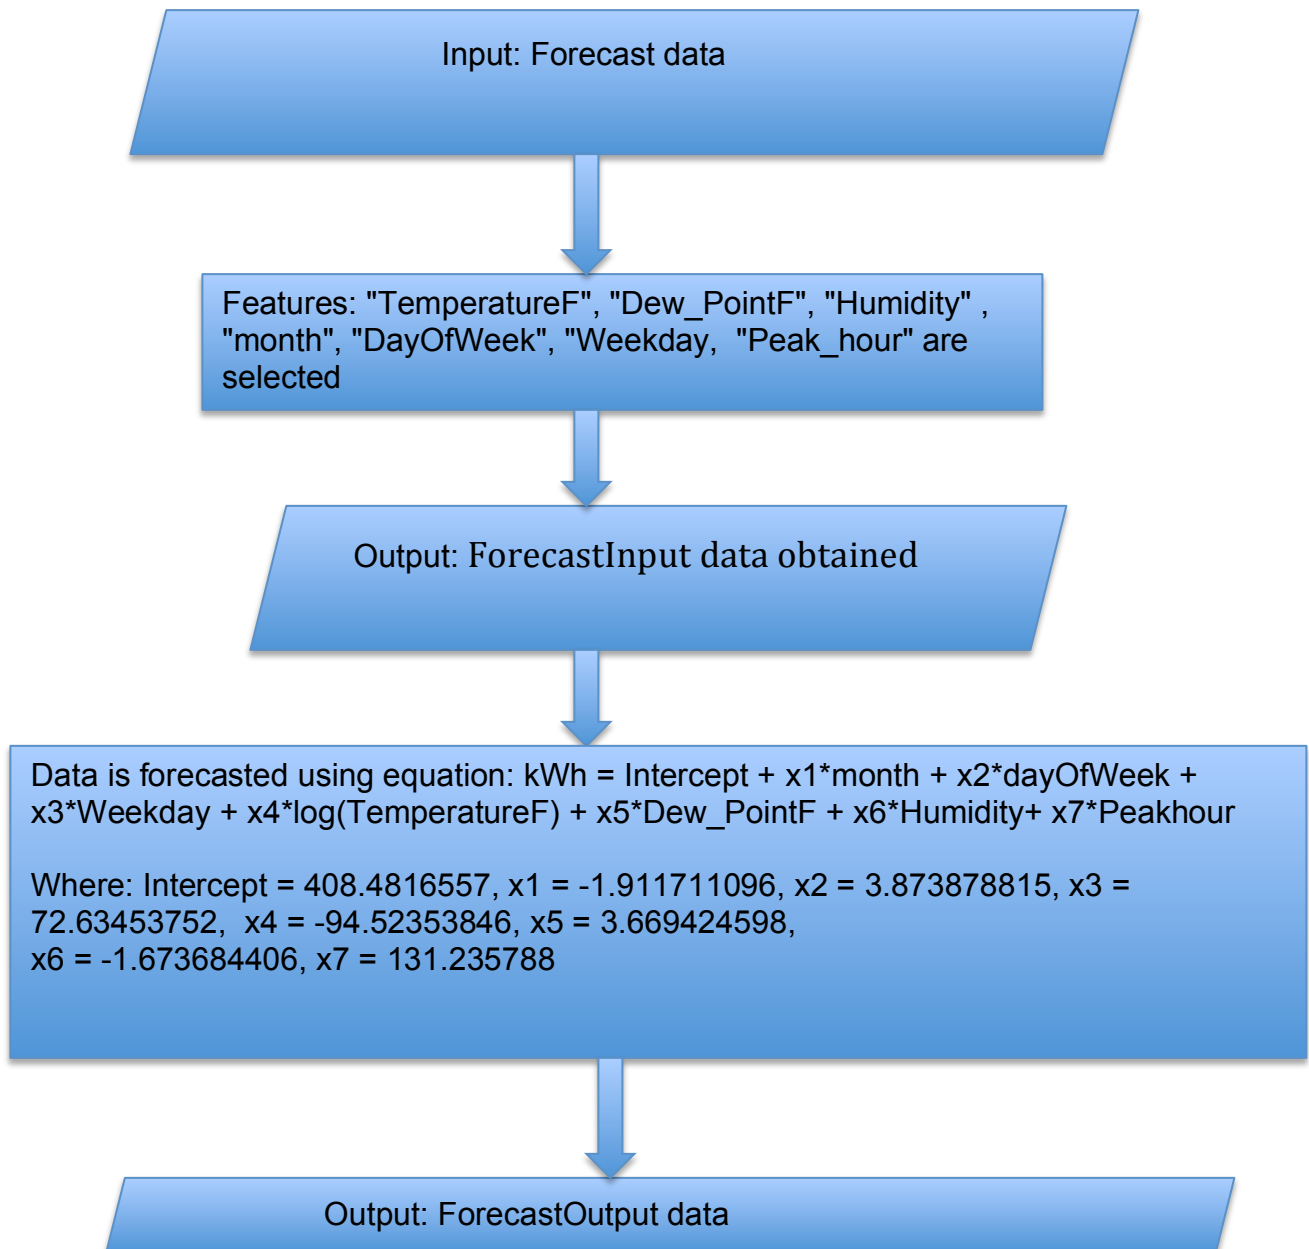 Input: Forecast data
Features: "TemperatureF", "Dew_PointF", "Humidity" ,
"month", "DayOfWeek", "Weekday,  "Peak_hour" are
selected
Output: ForecastInput data obtained
Data is forecasted using equation: kWh = Intercept + x1*month + x2*dayOfWeek +
x3*Weekday + x4*log(TemperatureF) + x5*Dew_PointF + x6*Humidity+ x7*Peakhour
Where: Intercept = 408.4816557, x1 = -1.911711096, x2 = 3.873878815, x3 =
72.63453752,  x4 = -94.52353846, x5 = 3.669424598,
x6 = -1.673684406, x7 = 131.235788
Output: ForecastOutput data